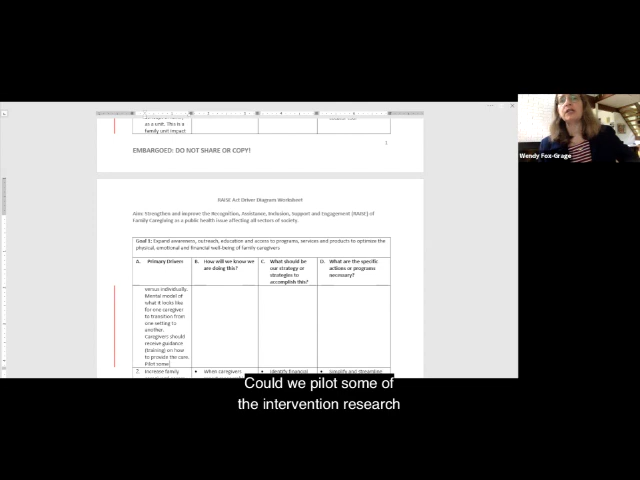 as a unit. This is a
family unit impact
EMBARGOED: DO NOT SHARE OR COPY!
1
Wendy Fox-Grage
RAISE Act Driver Diagram Worksheet
Aim: Strengthen and improve the Recognition, Assistance, Inclusion, Support and Engagement (RAISE) of
Family Caregiving as a public health issue affecting all sectors of society.
Goal 1: Expand awareness, outreach, education and access to programs, services and products to optimize the
physical, emotional and financial well-being of family caregivers
A. Primary Drivers
B. How will we know we
are doing this?
C. What should be
our strategy or
strategies to
accomplish this?
D. What are the specific
actions or programs
necessary?
versus individually.
Mental model of
what it looks like
for one caregiver
to transition from
one setting to
another.
Caregivers should
receive guidance
(training) on how
to provide the care.
Pilot some
2. Increase family
• When caregivers
• Identify financial
• Simplify and streamline
Could we pilot some of
the intervention research